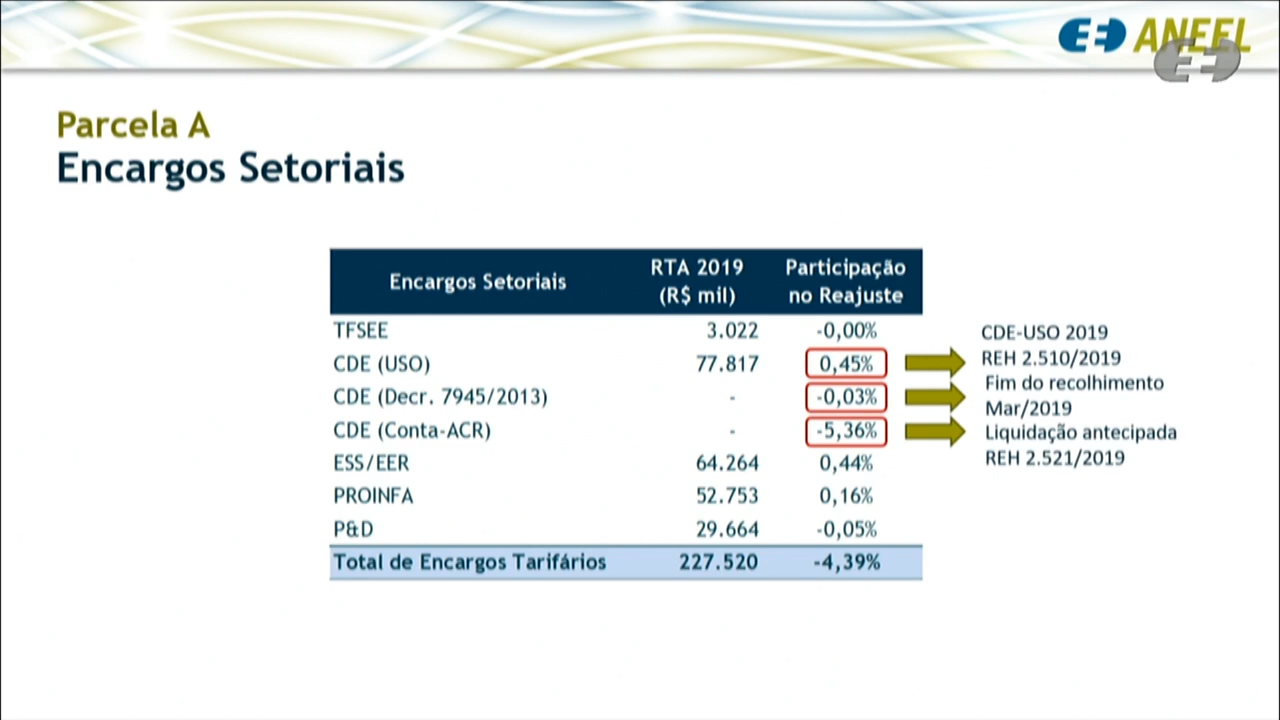 ANEEL
Parcela A
Encargos Setoriais
Encargos Setoriais RTA 2019 (R$ mil) Participação no Reajuste
TFSEE 3.022 -0,00%
CDE (USO) 77.817 0,45%
CDE (Decr. 7945/2013) - -0,03%
CDE (Conta-ACR) - -5,36%
ESS/EER 64.264 0,44%
PROINFA 52.753 0,16%
P&D 29.664 -0,05%
Total de Encargos Tarifários 227.520 -4,39%
CDE-USO 2019
REH 2.510/2019
Fim do recolhimento
Mar/2019
Liquidação antecipada
REH 2.521/2019